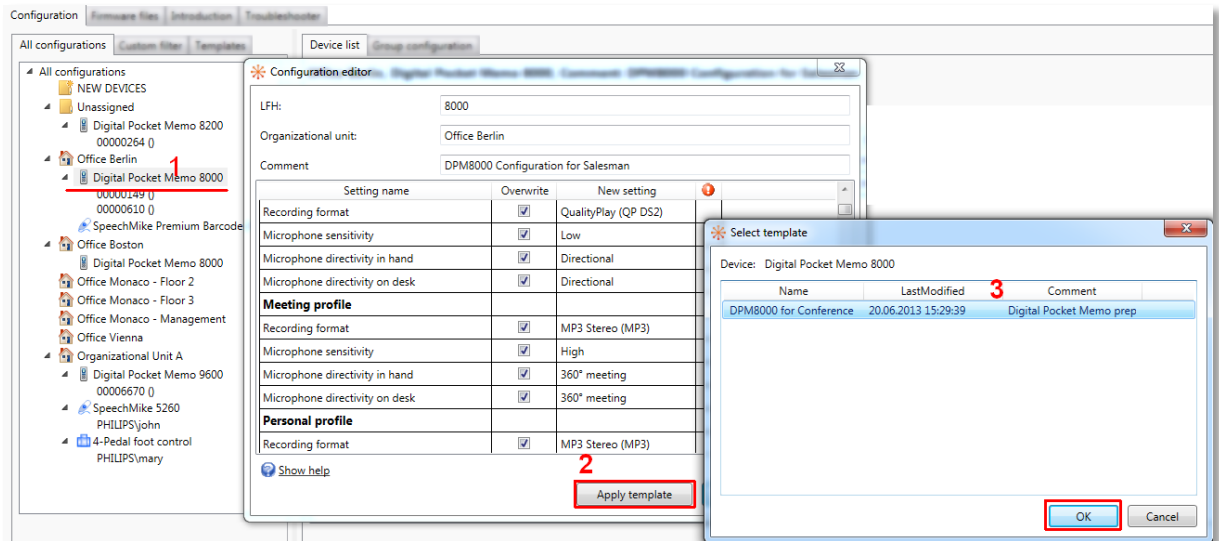 Configuration Firmware files Introduction Troubleshooter
All configurations Custom filter Templates
Device list Group configuration
All configurations
NEW DEVICES
Unassigned
Digital Pocket Memo 8200
00000264 ()
Office Berlin
1
Digital Pocket Memo 8000
00000149 ()
00000610 ()
SpeechMike Premium Barcode
Office Boston
Digital Pocket Memo 8000
Office Monaco - Floor 2
Office Monaco - Floor 3
Office Monaco - Management
Office Vienna
Organizational Unit A
Digital Pocket Memo 9600
00006670 ()
SpeechMike 5260
PHILIPS\john
4-Pedal foot control
PHILIPS\mary
Configuration editor
LFH: 8000
Organizational unit: Office Berlin
Comment DPM8000 Configuration for Salesman
Setting name Overwrite New setting
Recording format QualityPlay (QP DS2)
Microphone sensitivity Low
Microphone directivity in hand Directional
Microphone directivity on desk Directional
Meeting profile
Recording format MP3 Stereo (MP3)
Microphone sensitivity High
Microphone directivity in hand 360° meeting
Microphone directivity on desk 360° meeting
Personal profile
Recording format MP3 Stereo (MP3)
Show help
2
Apply template
Select template
Device: Digital Pocket Memo 8000
3
Name LastModified Comment
DPM8000 for Conference 20.06.2013 15:29:39 Digital Pocket Memo prep
OK Cancel